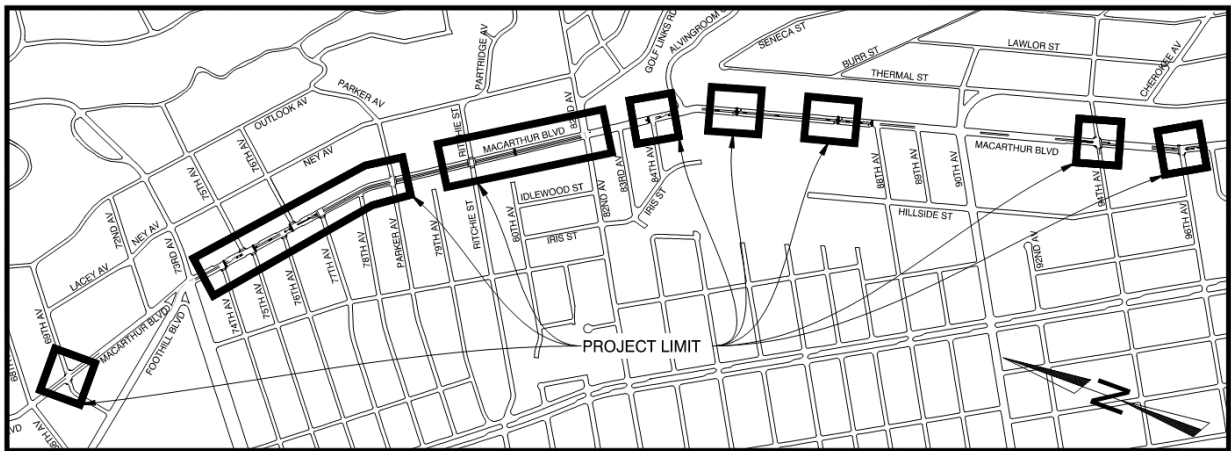 SENECA ST
BURR ST
LAWLOR ST
THERMAL ST
CHEROKEE AV
GOLF LINKS RD
PARTRIDGE AV
PARKER AV
OUTLOOK AV
NEY AV
76TH AV
75TH AV
RITCHIE ST
MACARTHUR BLVD
82ND AV
83RD AV
84TH AV
MACARTHUR BLVD
88TH AV
89TH AV
90TH AV
94TH AV
96TH AV
72ND AV
NEY AV
73RD AV
LACEY AV
IDLEWOOD ST
82ND AV
IRIS ST
HILLSIDE ST
92ND AV
74TH AV
75TH AV
76TH AV
77TH AV
78TH AV
PARKER AV
79TH AV
RITCHIE ST
80TH AV
IRIS ST
69TH AV
MACARTHUR BLVD
FOOTHILL BLVD
68TH AV
PROJECT LIMIT
N